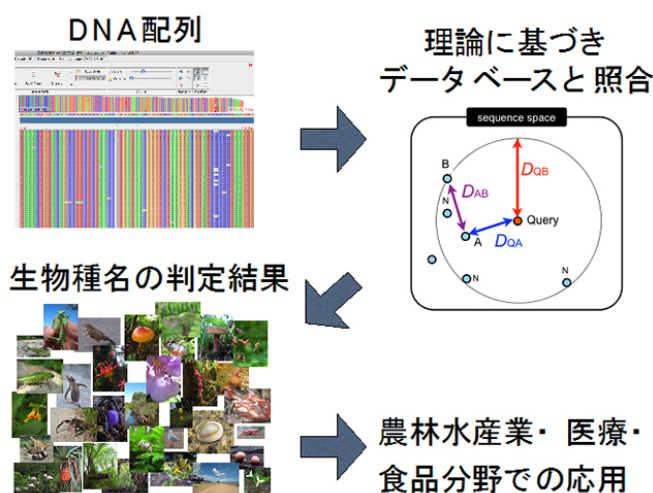 DNA配列
理論に基づき
データベースと照合
sequence space
B
DQB
DAB
N
Query
A
DQA
N
N
生物種名の判定結果
農林水産業・医療・
食品分野での応用